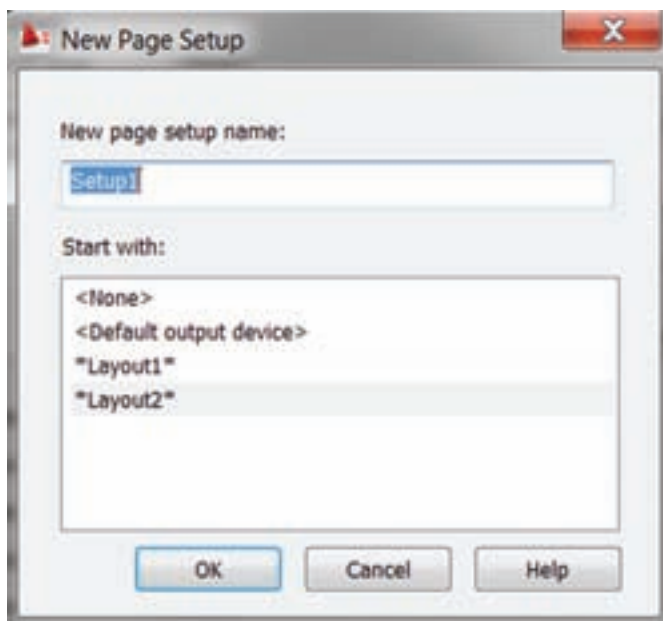 New Page Setup
New page setup name:
Setup1
Start with:
<None>
<Default output device>
*Layout1*
*Layout2*
OK
Cancel
Help